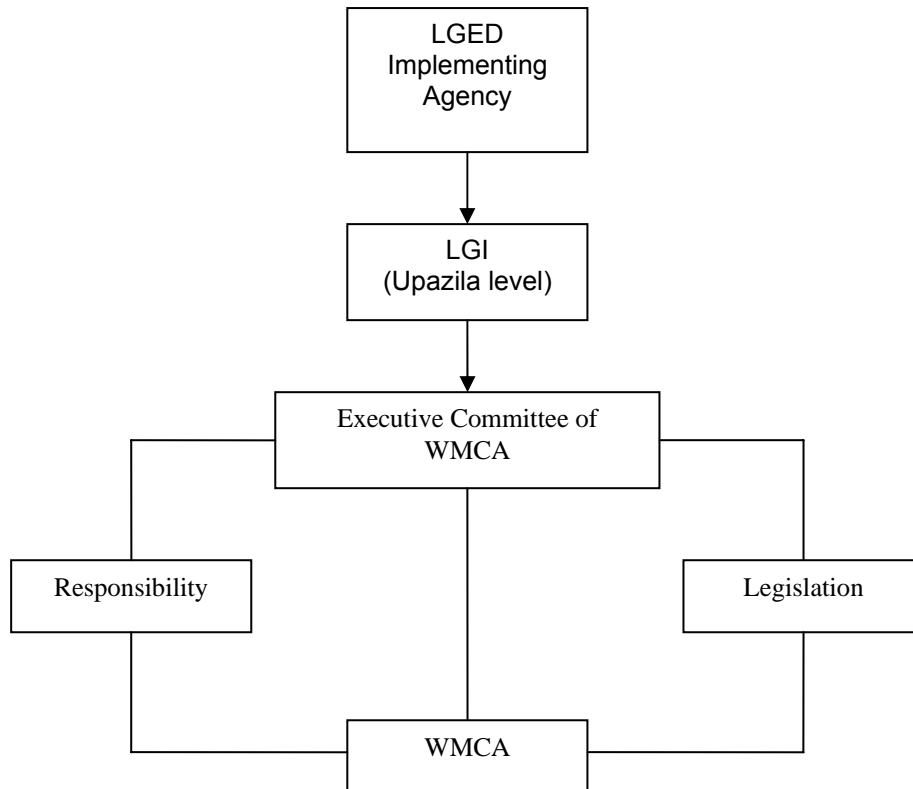 LGED
Implementing
Agency
LGI
(Upazila level)
Executive Committee of
WMCA
Responsibility
Legislation
WMCA